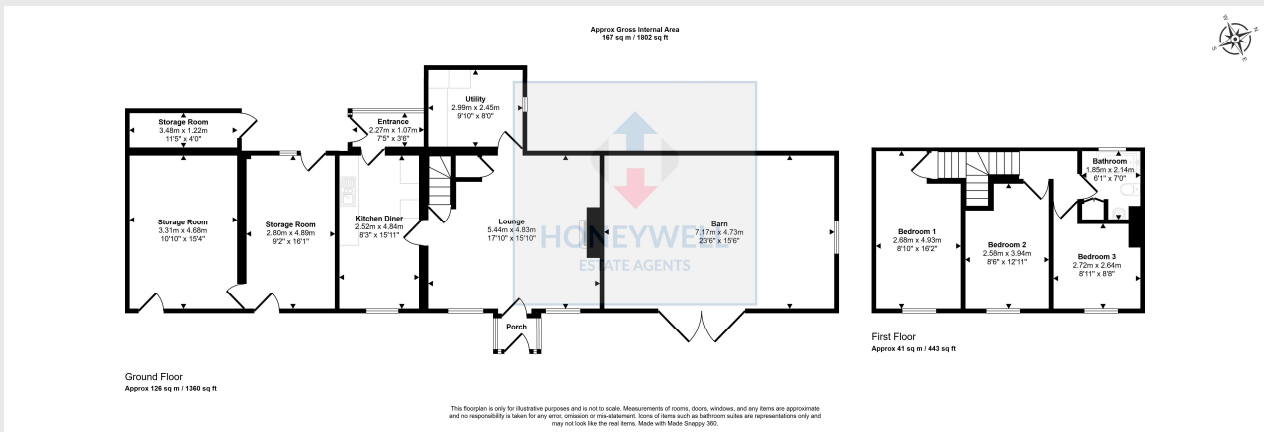 Approx Gross Internal Area
167 sq m / 1802 sq ft
W
N
S
E
Utility
2.99m x 2.45m
9'10" x 8'0"
Storage Room
3.48m x 1.22m
11'5" x 4'0"
Entrance
2.27m x 1.07m
7'5" x 3'6"
Storage Room
3.31m x 4.68m
10'10" x 15'4"
Storage Room
2.80m x 4.89m
9'2" x 16'1"
Kitchen Diner
2.52m x 4.84m
8'3" x 15'11"
Lounge
5.44m x 4.83m
17'10" x 15'10"
Barn
7.17m x 4.73m
23'6" x 15'6"
HONEYWELL
ESTATE AGENTS
Porch
Bathroom
1.85m x 2.14m
6'1" x 7'0"
Bedroom 1
2.68m x 4.93m
8'10" x 16'2"
Bedroom 2
2.58m x 3.94m
8'6" x 12'11"
Bedroom 3
2.72m x 2.64m
8'11" x 8'8"
Ground Floor
Approx 126 sq m / 1360 sq ft
First Floor
Approx 41 sq m / 443 sq ft
This floorplan is only for illustrative purposes and is not to scale. Measurements of rooms, doors, windows, and any items are approximate
and no responsibility is taken for any error, omission or mis-statement. Icons of items such as bathroom suites are representations only and
may not look like the real items. Made with Made Snappy 360.